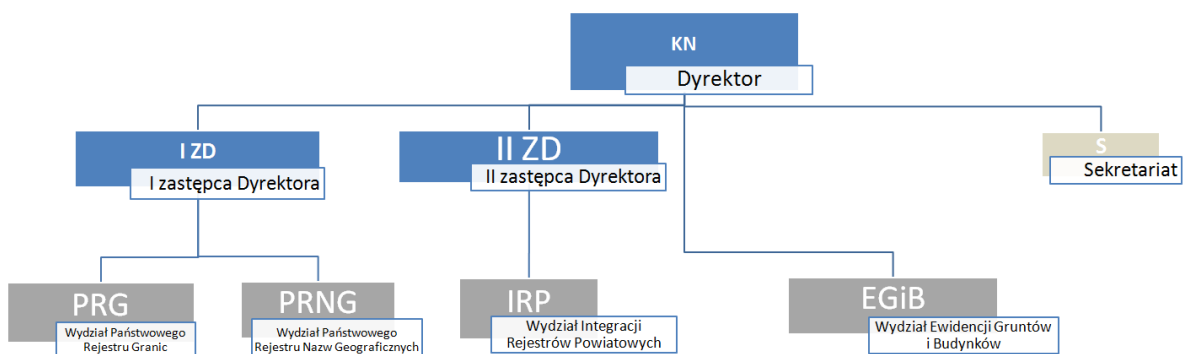 KN
Dyrektor
I ZD
I zastępca Dyrektora
II ZD
II zastępca Dyrektora
S
Sekretariat
PRG
Wydział Państwowego
Rejestru Granic
PRNG
Wydział Państwowego
Rejestru Nazw Geograficznych
IRP
Wydział Integracji
Rejestrów Powiatowych
EGiB
Wydział Ewidencji Gruntów
i Budynków